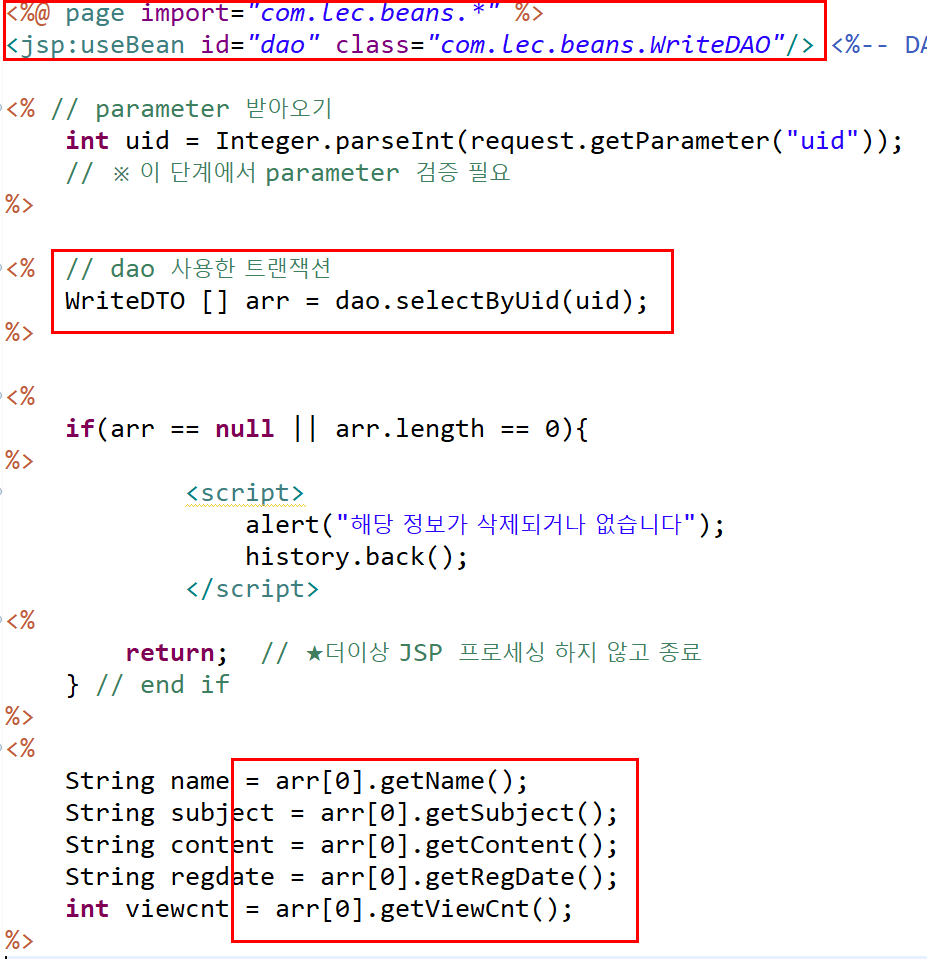 <%@ page import="com.lec.beans.*" %>
<jsp:useBean id="dao" class="com.lec.beans.WriteDAO"/> <%--
<% // parameter 받아오기
int uid = Integer.parseInt(request.getParameter("uid"));
// ※ 이 단계에서 parameter 검증 필요
%>
<% // dao 사용한 트랜잭션
WriteDTO [] arr = dao.selectByUid(uid);
%>
<%
if(arr == null || arr.length == 0){
%>
<script>
alert("해당 정보가 삭제되거나 없습니다");
history.back();
</script>
<%
return; // ★더이상 JSP 프로세싱 하지 않고 종료
} // end if
%>
<%
String name = arr[0].getName();
String subject = arr[0].getSubject();
String content = arr[0].getContent();
String regdate = arr[0].getRegDate();
int viewcnt = arr[0].getViewCnt();
%>